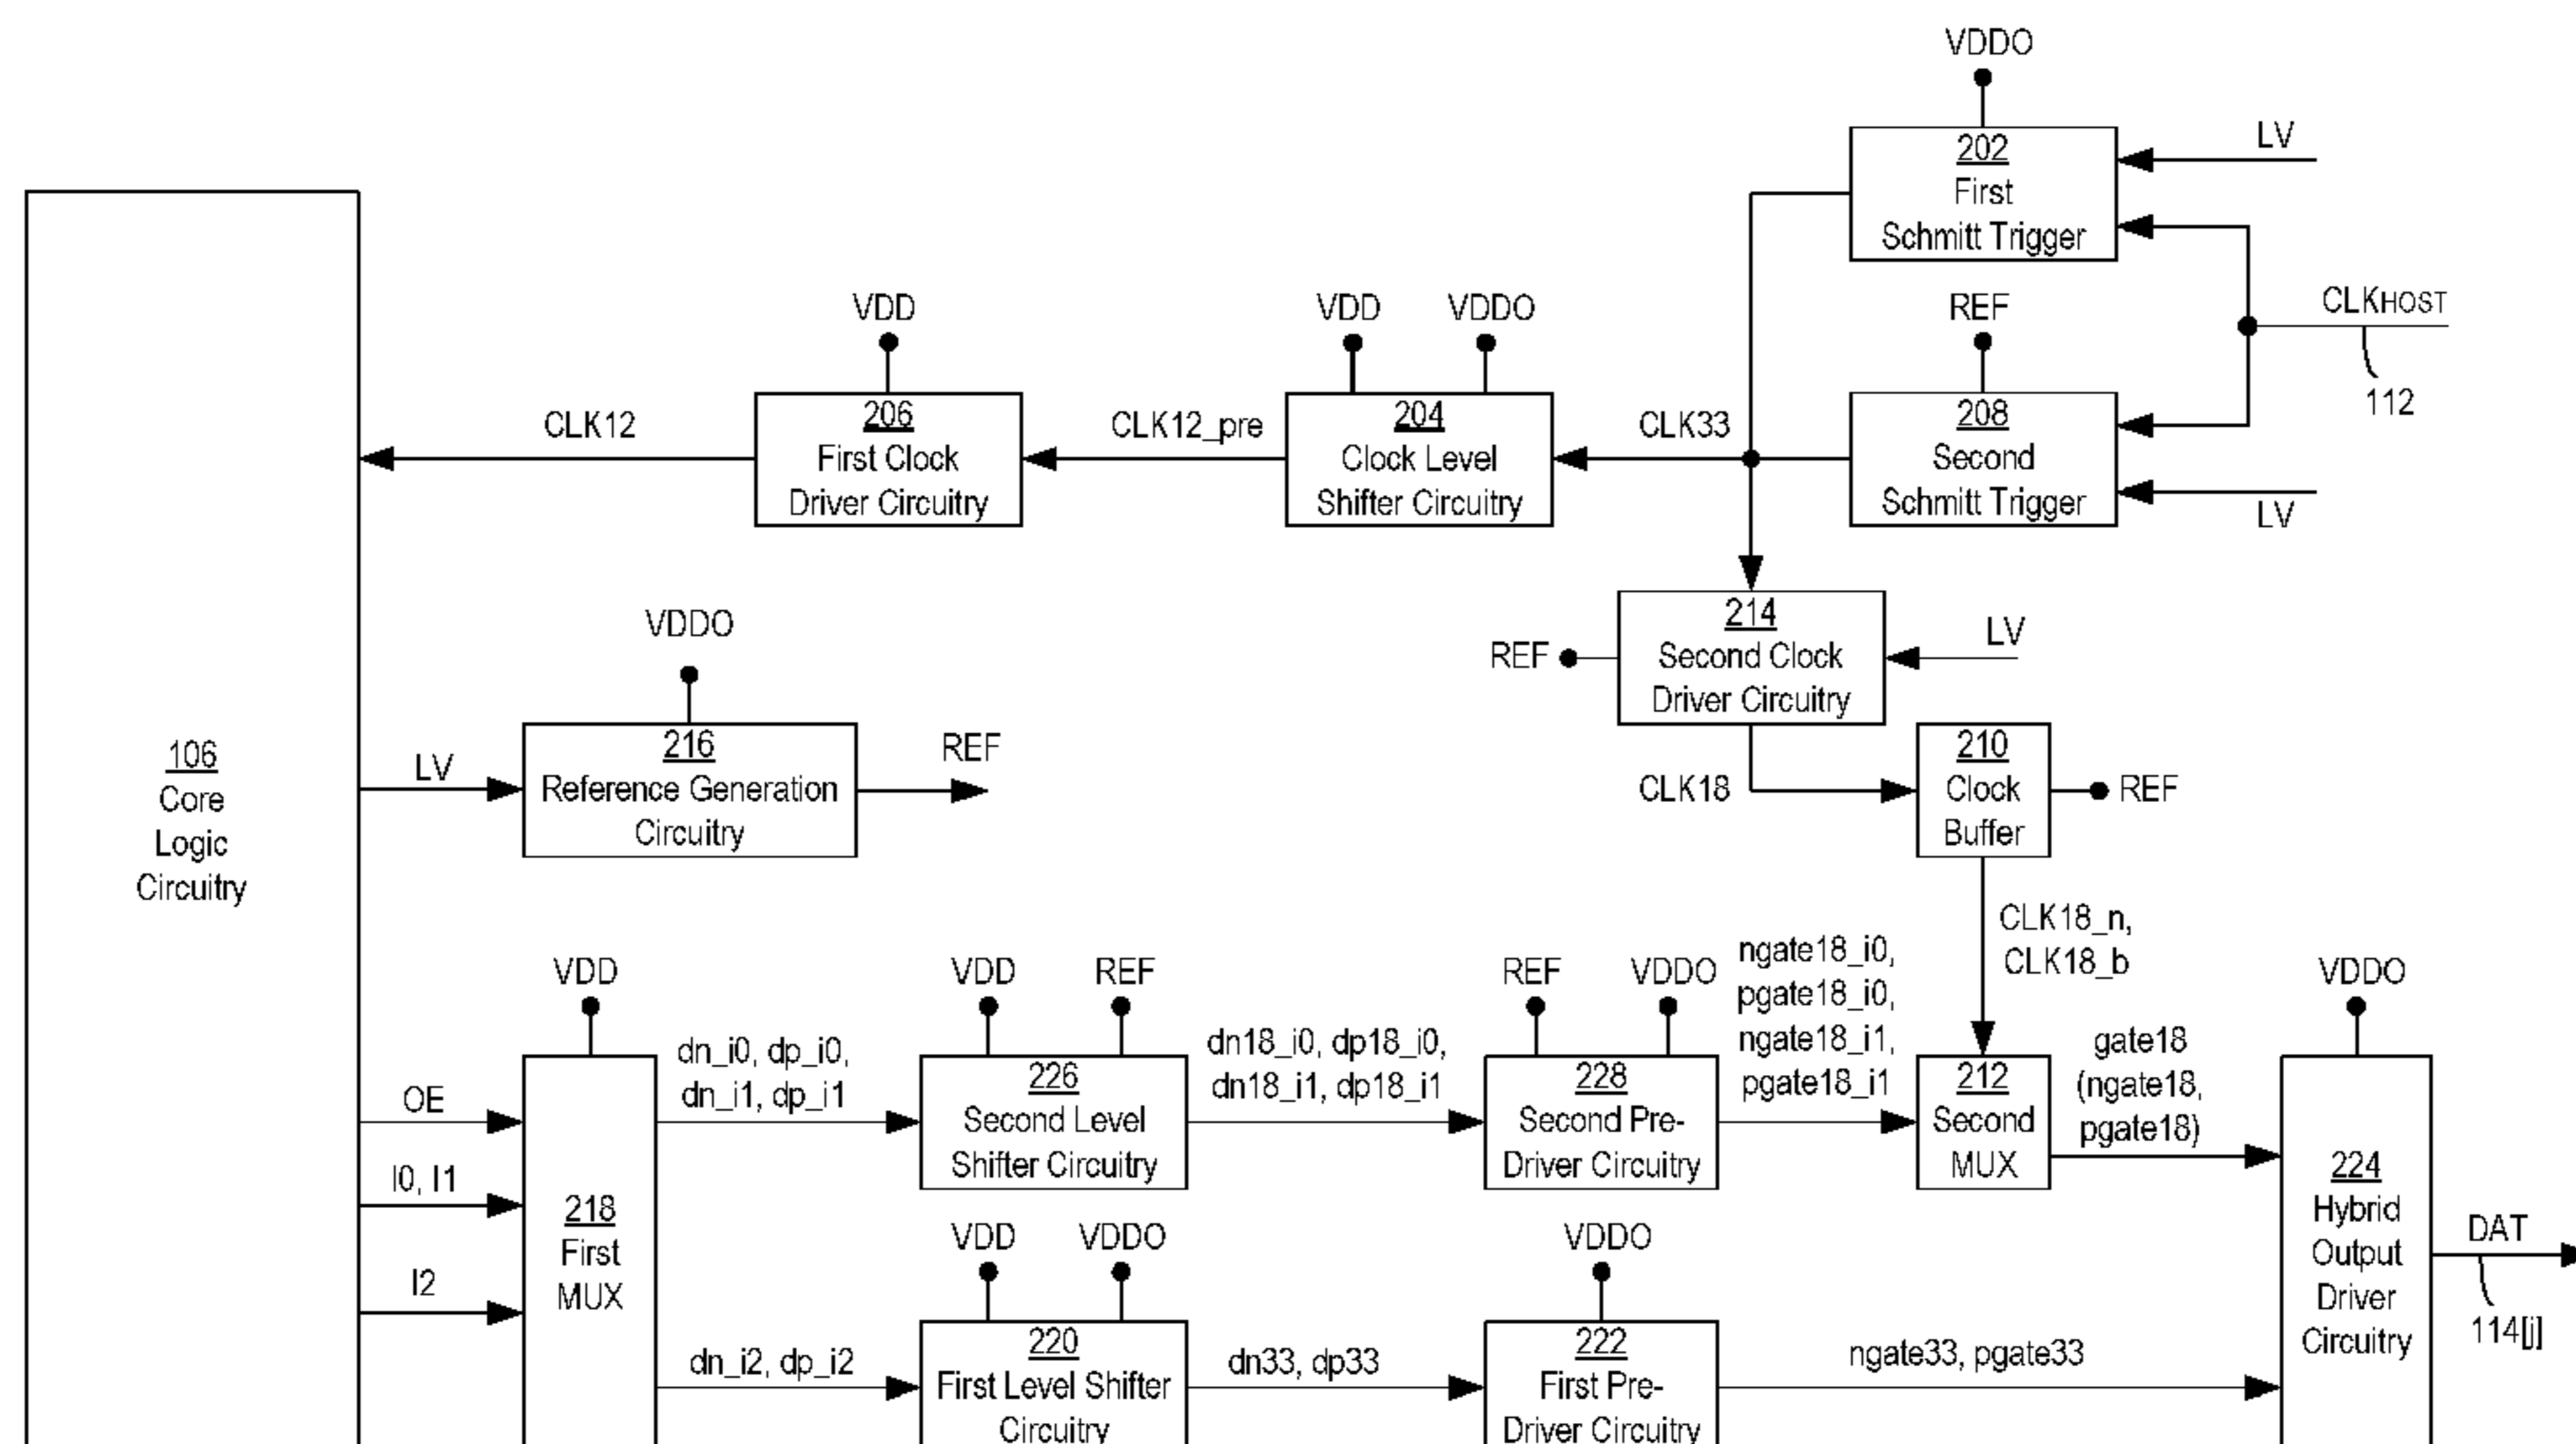 VDDO
202
First
Schmitt Trigger
LV
CLKHOST
112
REF
208
Second
Schmitt Trigger
LV
VDD
206
First Clock
Driver Circuitry
CLK12
VDD
VDDO
204
Clock Level
Shifter Circuitry
CLK12_pre
CLK33
214
Second Clock
Driver Circuitry
REF
LV
106
Core
Logic
Circuitry
VDDO
LV
216
Reference Generation
Circuitry
REF
CLK18
210
Clock
Buffer
REF
CLK18_n,
CLK18_b
OE
I0, I1
I2
VDD
218
First
MUX
dn_i0, dp_i0,
dn_i1, dp_i1
VDD
REF
226
Second Level
Shifter Circuitry
dn18_i0, dp18_i0,
dn18_i1, dp18_i1
REF
VDDO
228
Second Pre-
Driver Circuitry
ngate18_i0,
pgate18_i0,
ngate18_i1,
pgate18_i1
212
Second
MUX
gate18
(ngate18,
pgate18)
VDDO
224
Hybrid
Output
Driver
Circuitry
DAT
114[j]
dn_i2, dp_i2
VDD
VDDO
220
First Level Shifter
Circuitry
dn33, dp33
VDDO
222
First Pre-
Driver Circuitry
ngate33, pgate33